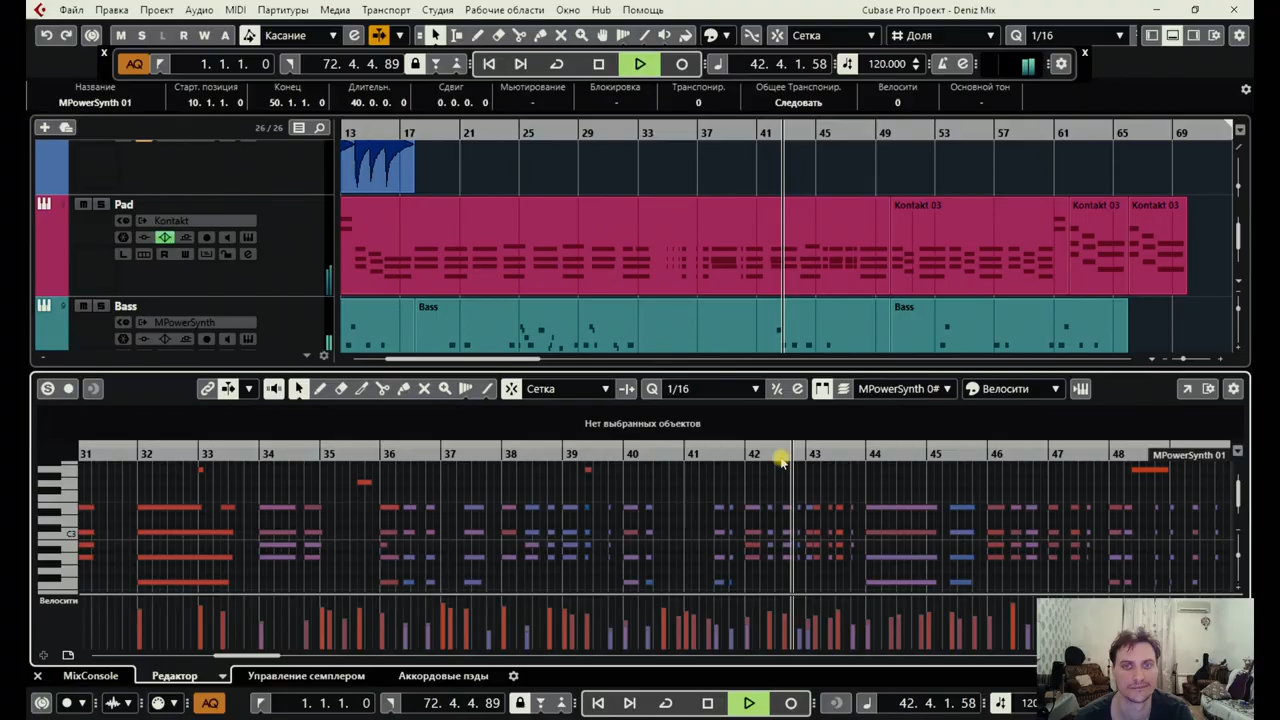 Файл Правка Проект Аудио MIDI Партитуры Медиа Транспорт Студия Рабочие области Окно Hub Помощь Cubase Pro Проект - Deniz Mix
M S L R W A Касание Сетка Доля Q 1/16
AQ 1. 1. 1. 0 72. 4. 4. 89 42. 4. 1. 58 120.000
Название Старт. позиция Конец Длительн. Сдвиг Мьютирование Блокировка Транспонир. Общее Транспонир. Велосити Основной тон
MPowerSynth 01 10. 1. 1. 0 50. 1. 1. 0 40. 0. 0. 0 0. 0. 0. 0 - - 0 Следовать 0 -
26 / 26 13 17 21 25 29 33 37 41 45 49 53 57 61 65 69
m s Pad Kontakt 03 Kontakt 03 Kontakt 03
Kontakt
L R W e
9 m s Bass Bass Bass
MPowerSynth
S Сетка Q 1/16 MPowerSynth 0# Велосити
Нет выбранных объектов
31 32 33 34 35 36 37 38 39 40 41 42 43 44 45 46 47 48 MPowerSynth 01
C3
Велосити
MixConsole Редактор Управление семплером Аккордовые пэды
AQ 1. 1. 1. 0 72. 4. 4. 89 42. 4. 1. 58 120